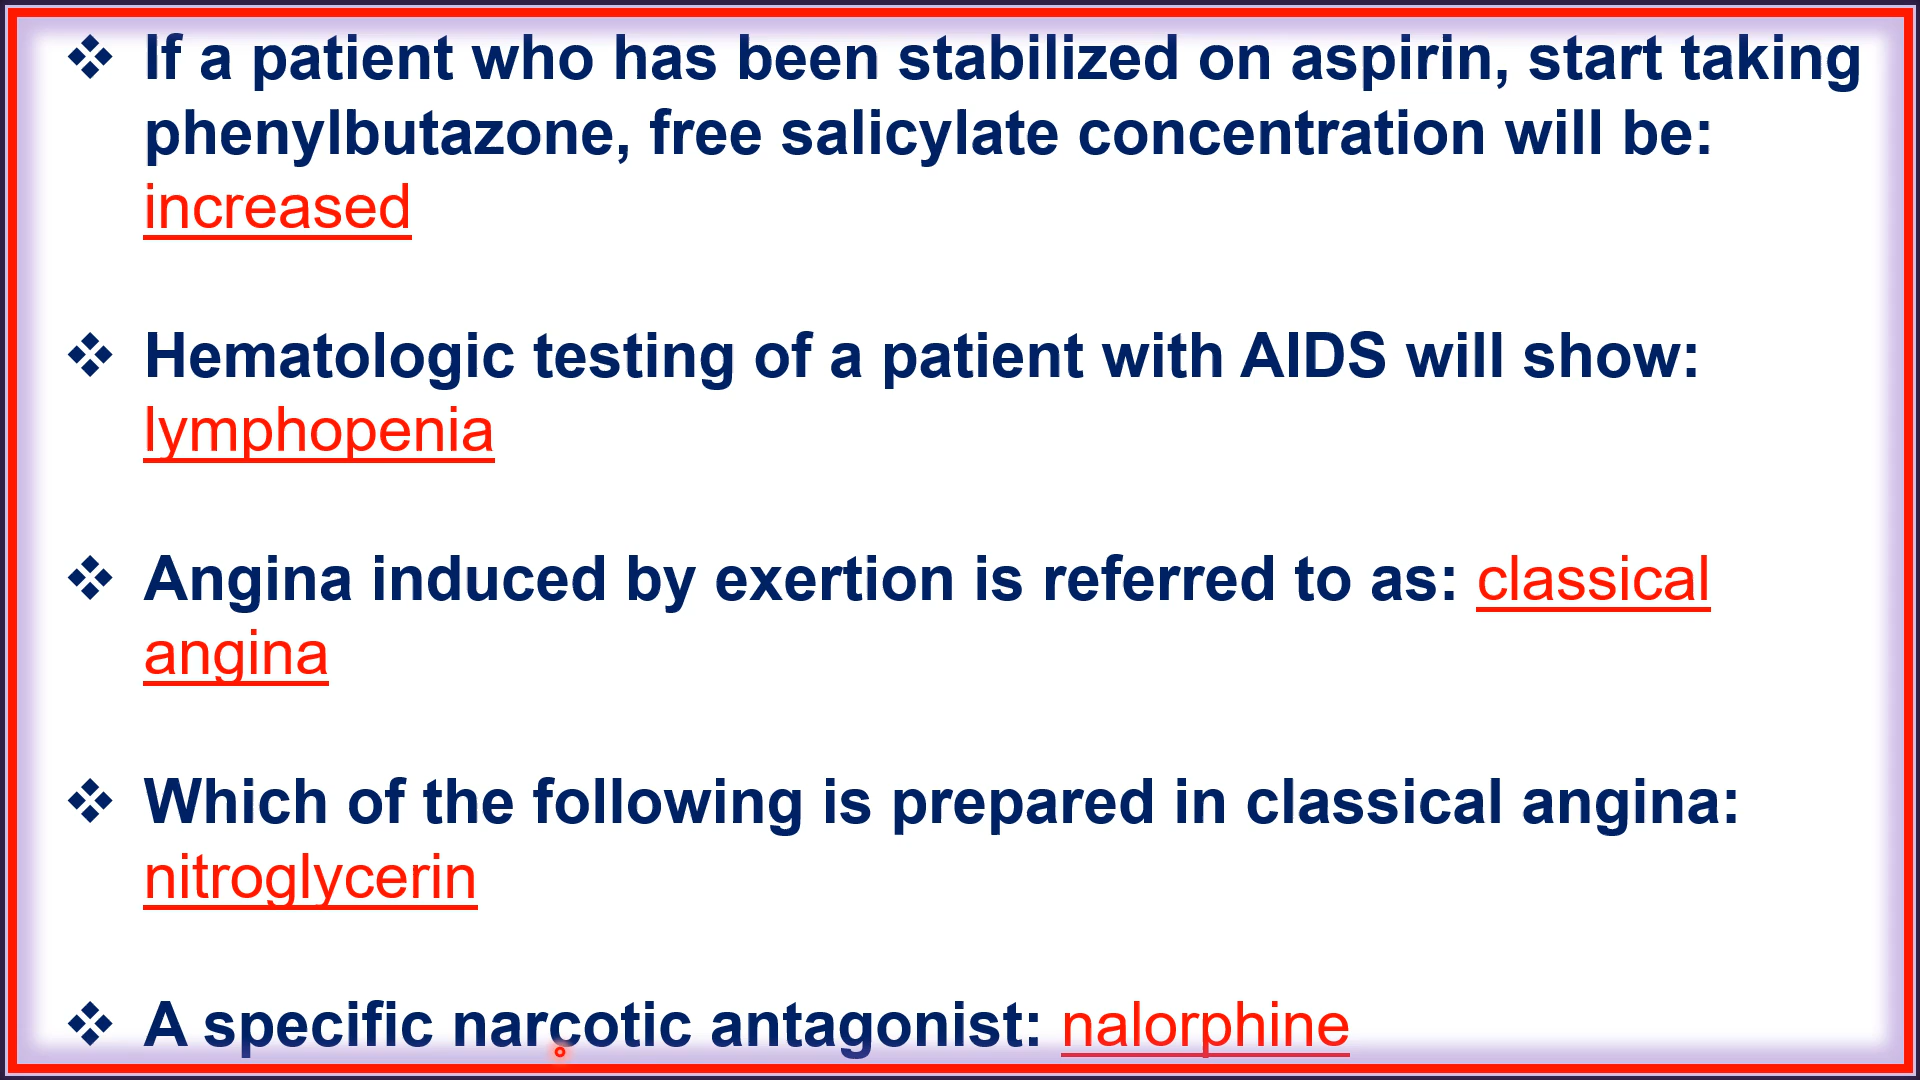 ❖ If a patient who has been stabilized on aspirin, start taking
phenylbutazone, free salicylate concentration will be:
increased
❖ Hematologic testing of a patient with AIDS will show:
lymphopenia
❖ Angina induced by exertion is referred to as: classical
angina
❖ Which of the following is prepared in classical angina:
nitroglycerin
❖ A specific narcotic antagonist: nalorphine